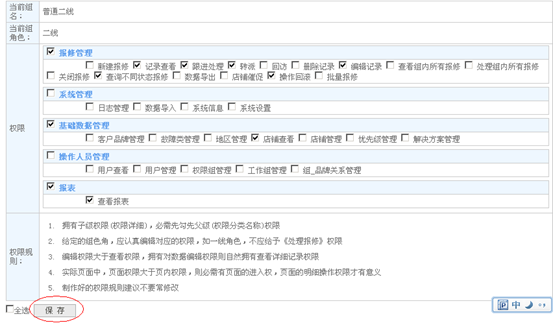 当前组名： 普通二线
当前组角色： 二线
权限
报修管理
新建报修 记录查看 跟进处理 转派 回访 删除记录 编辑记录 查看组内所有报修 处理组内所有报修
关闭报修 查询不同状态报修 数据导出 店铺催促 操作回滚 批量报修
系统管理
日志管理 数据导入 系统信息 系统设置
基础数据管理
客户品牌管理 故障类管理 地区管理 店铺查看 店铺管理 优先级管理 解决方案管理
操作人员管理
用户查看 用户管理 权限组管理 工作组管理 组_品牌关系管理
报表
查看报表
权限规则：
1. 拥有子级权限(权限详细)，必需先勾先父级(权限分类名称)权限
2. 给定的组色角，应认真编辑对应的权限，如一线角色，不应给予《处理报修》权限
3. 编辑权限大于查看权限，拥有对数据编辑权限则自然拥有查看详细记录权限
4. 实际页面中，页面权限大于页内权限，则必需有页面的进入权，页面的明细操作权限才有意义
5. 制作好的权限规则建议不要常修改
全选 保 存
中